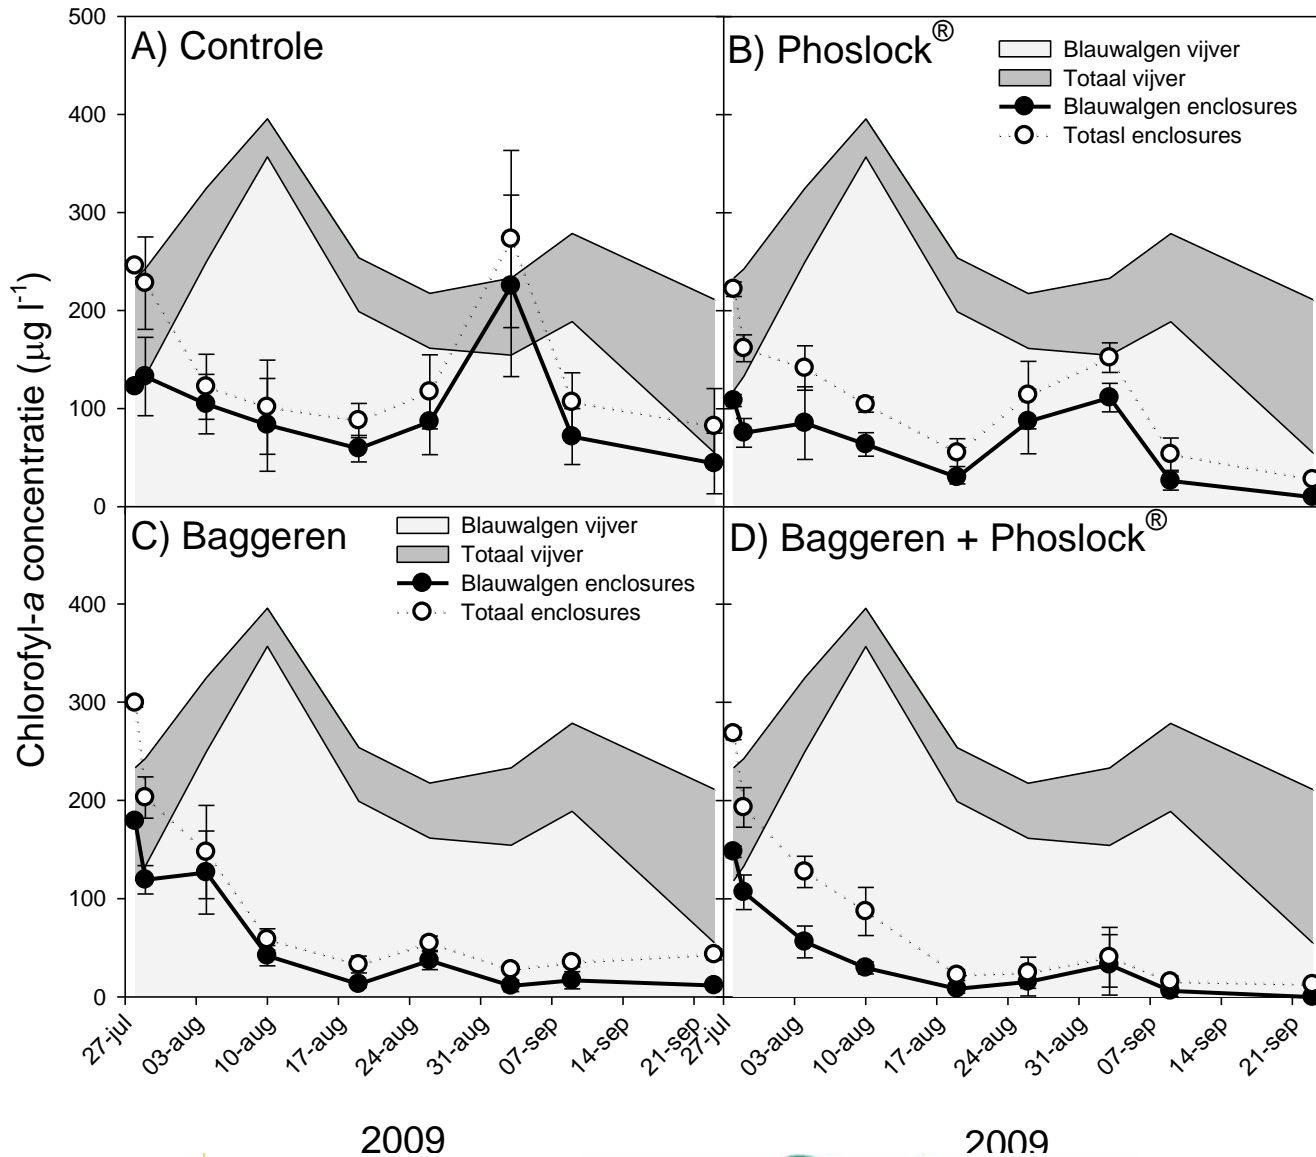 A) Controle
B) Phoslock®
Blauwalgen vijver
Totaal vijver
Blauwalgen enclosures
Totasl enclosures
500
400
300
200
100
0
Chlorofyl-a concentratie (µg l-1)
C) Baggeren
Blauwalgen vijver
Totaal vijver
Blauwalgen enclosures
Totaal enclosures
D) Baggeren + Phoslock®
400
300
200
100
0
27-jul
03-aug
10-aug
17-aug
24-aug
31-aug
07-sep
14-sep
21-sep
27-jul
03-aug
10-aug
17-aug
24-aug
31-aug
07-sep
14-sep
21-sep
2009
2009